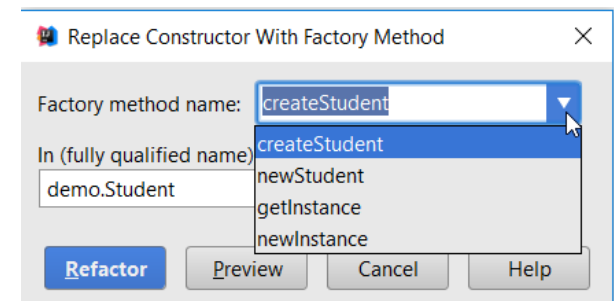 Replace Constructor With Factory Method
Factory method name: createStudent
createStudent
newStudent
getInstance
newInstance
In (fully qualified name)
demo.Student
Refactor Preview Cancel Help